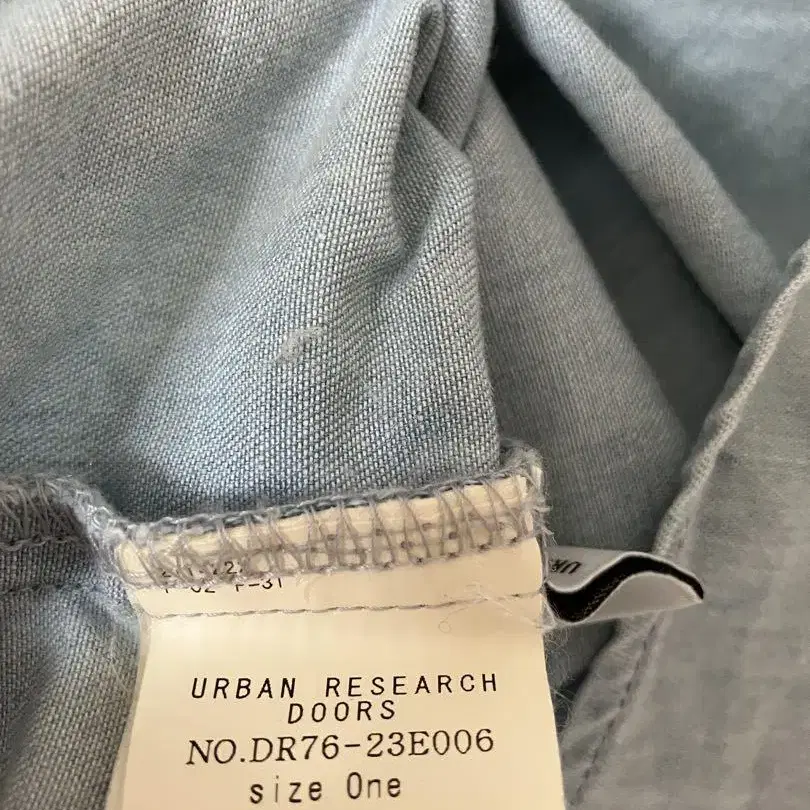 URBAN RESEARCH
DOORS
NO.DR76-23E006
size One